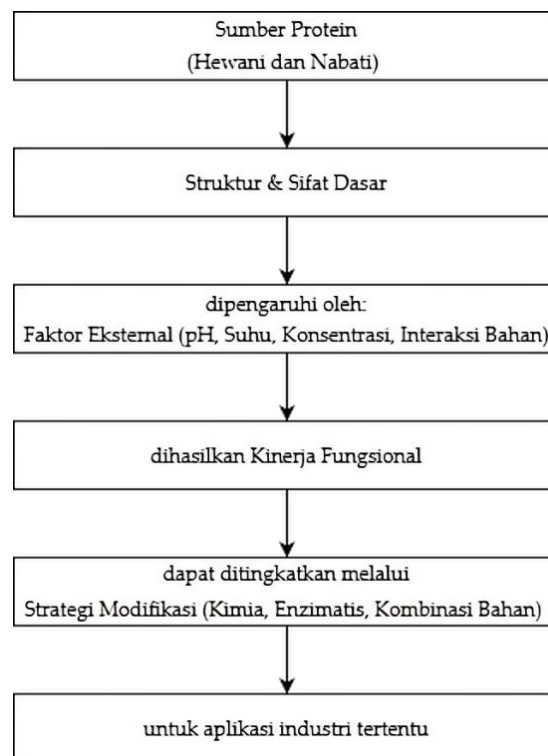 Sumber Protein
(Hewani dan Nabati)
Struktur & Sifat Dasar
dipengaruhi oleh:
Faktor Eksternal (pH, Suhu, Konsentrasi, Interaksi Bahan)
dihasilkan Kinerja Fungsional
dapat ditingkatkan melalui
Strategi Modifikasi (Kimia, Enzimatis, Kombinasi Bahan)
untuk aplikasi industri tertentu